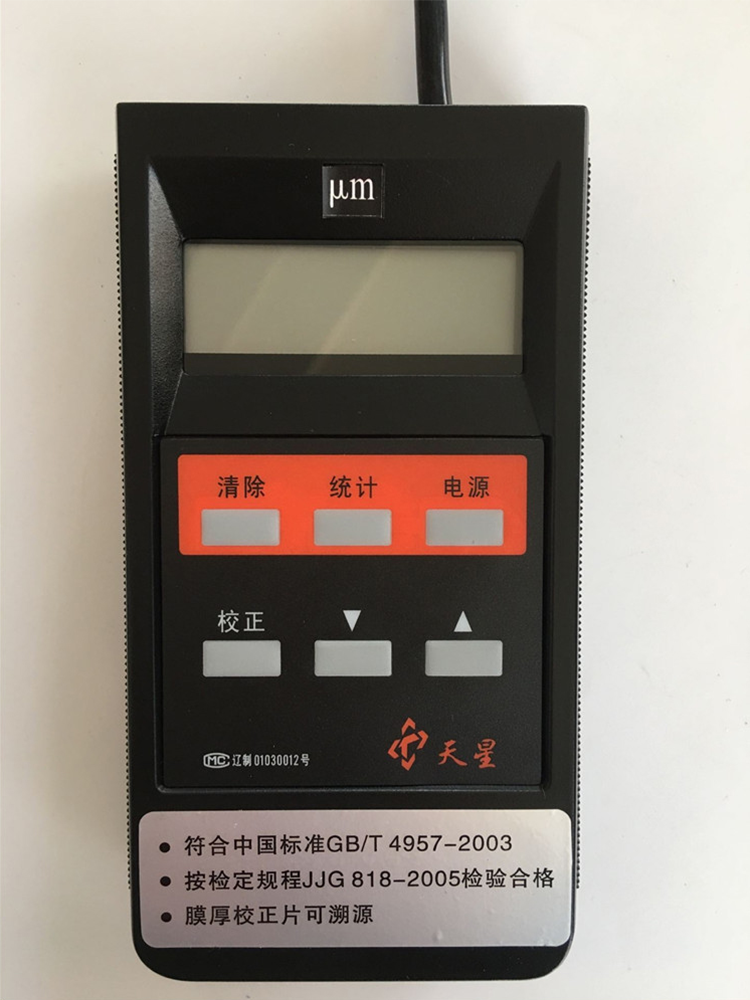 μm
清除 统计 电源
校正 ▼ ▲
MC 辽制 01030012号
天星
• 符合中国标准GB/T 4957-2003
• 按检定规程JJG 818-2005检验合格
• 膜厚校正片可溯源